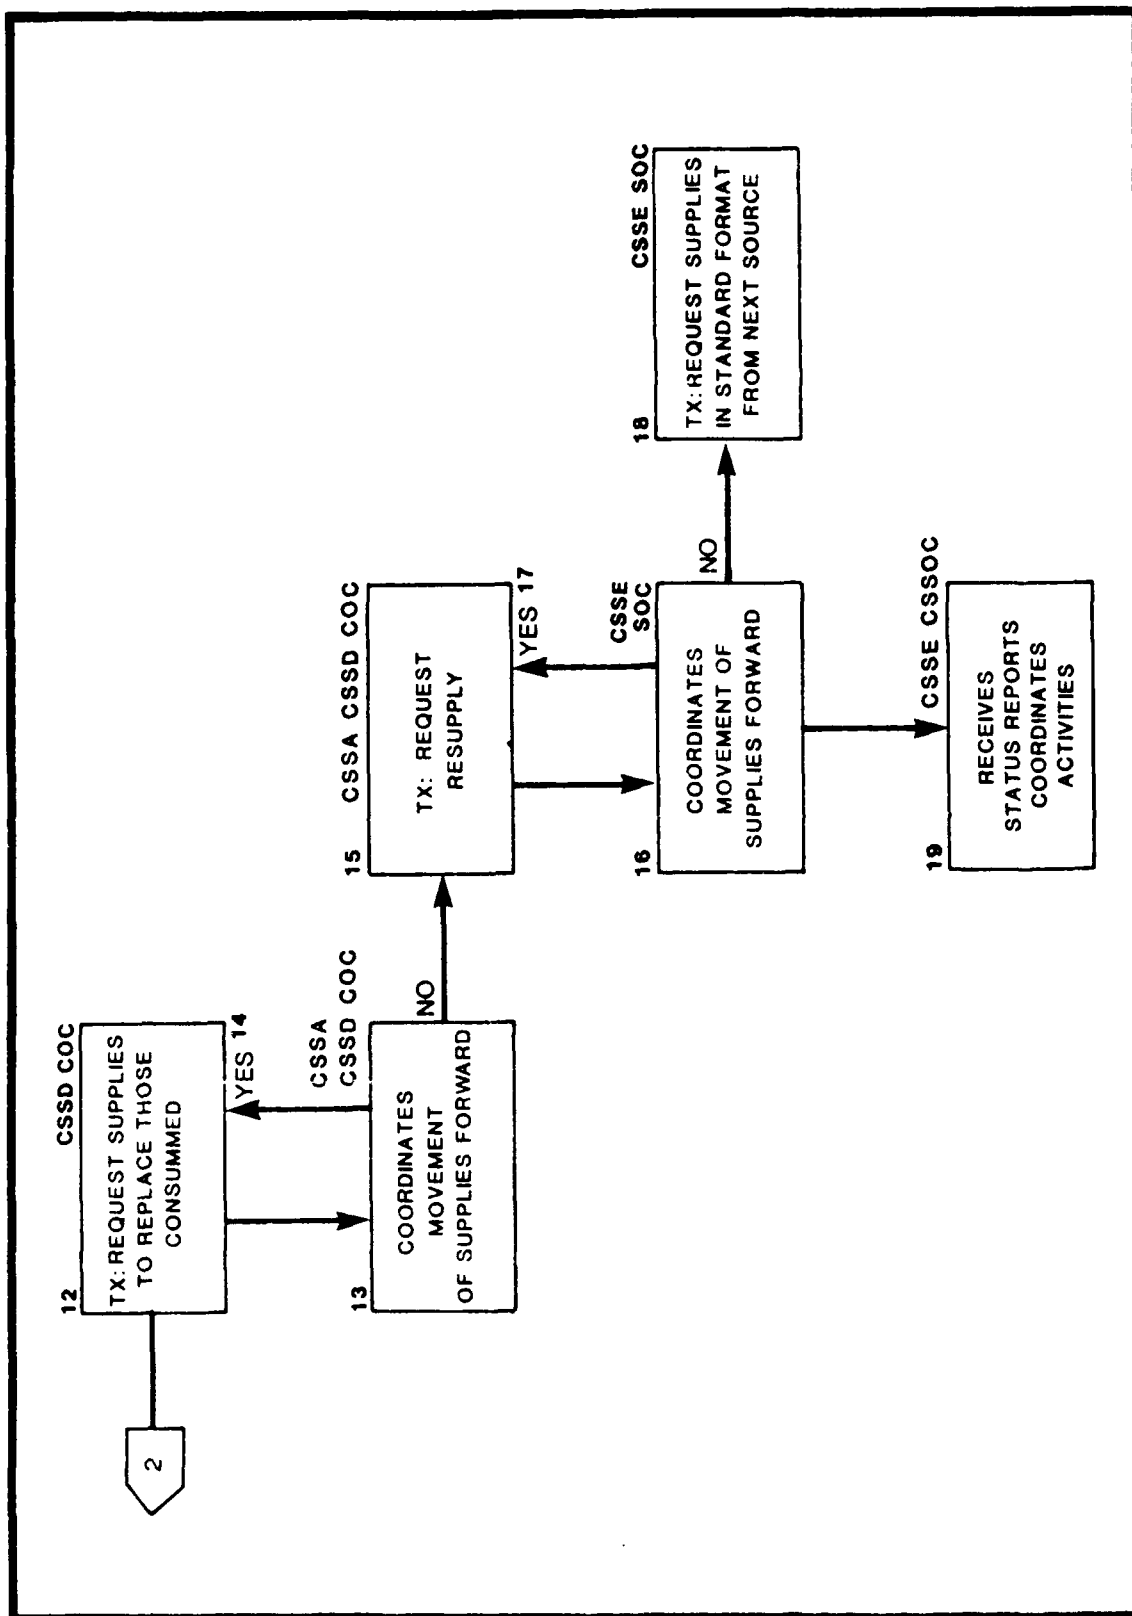 2
12
CSSD COC
TX: REQUEST SUPPLIES
TO REPLACE THOSE
CONSUMMED
YES 14
13
CSSA
CSSD COC
COORDINATES
MOVEMENT
OF SUPPLIES FORWARD
NO
15
CSSA CSSD COC
TX: REQUEST
RESUPPLY
YES 17
16
CSSE
SOC
COORDINATES
MOVEMENT OF
SUPPLIES FORWARD
NO
18
CSSE SOC
TX: REQUEST SUPPLIES
IN STANDARD FORMAT
FROM NEXT SOURCE
19
CSSE CSSOC
RECEIVES
STATUS REPORTS
COORDINATES
ACTIVITIES